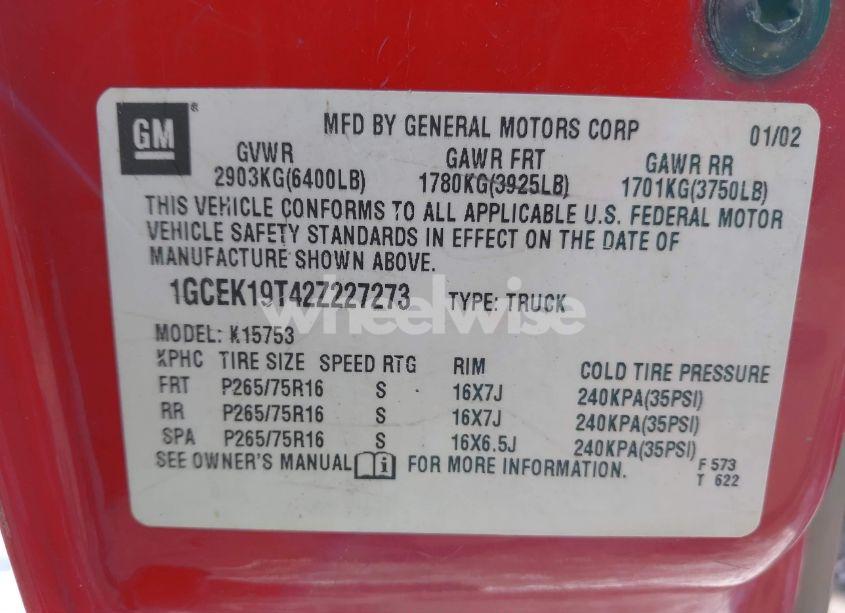 GM ®
MFD BY GENERAL MOTORS CORP 01/02
GVWR GAWR FRT GAWR RR
2903KG(6400LB) 1780KG(3925LB) 1701KG(3750LB)
THIS VEHICLE CONFORMS TO ALL APPLICABLE U.S. FEDERAL MOTOR
VEHICLE SAFETY STANDARDS IN EFFECT ON THE DATE OF
MANUFACTURE SHOWN ABOVE.
1GCEK19T42Z227273 TYPE: TRUCK
wheelwise
MODEL: K15753
XPHC TIRE SIZE SPEED RTG RIM COLD TIRE PRESSURE
FRT P265/75R16 S 16X7J 240KPA(35PSI)
RR P265/75R16 S 16X7J 240KPA(35PSI)
SPA P265/75R16 S 16X6.5J 240KPA(35PSI)
SEE OWNER'S MANUAL i FOR MORE INFORMATION.
F 573
T 622